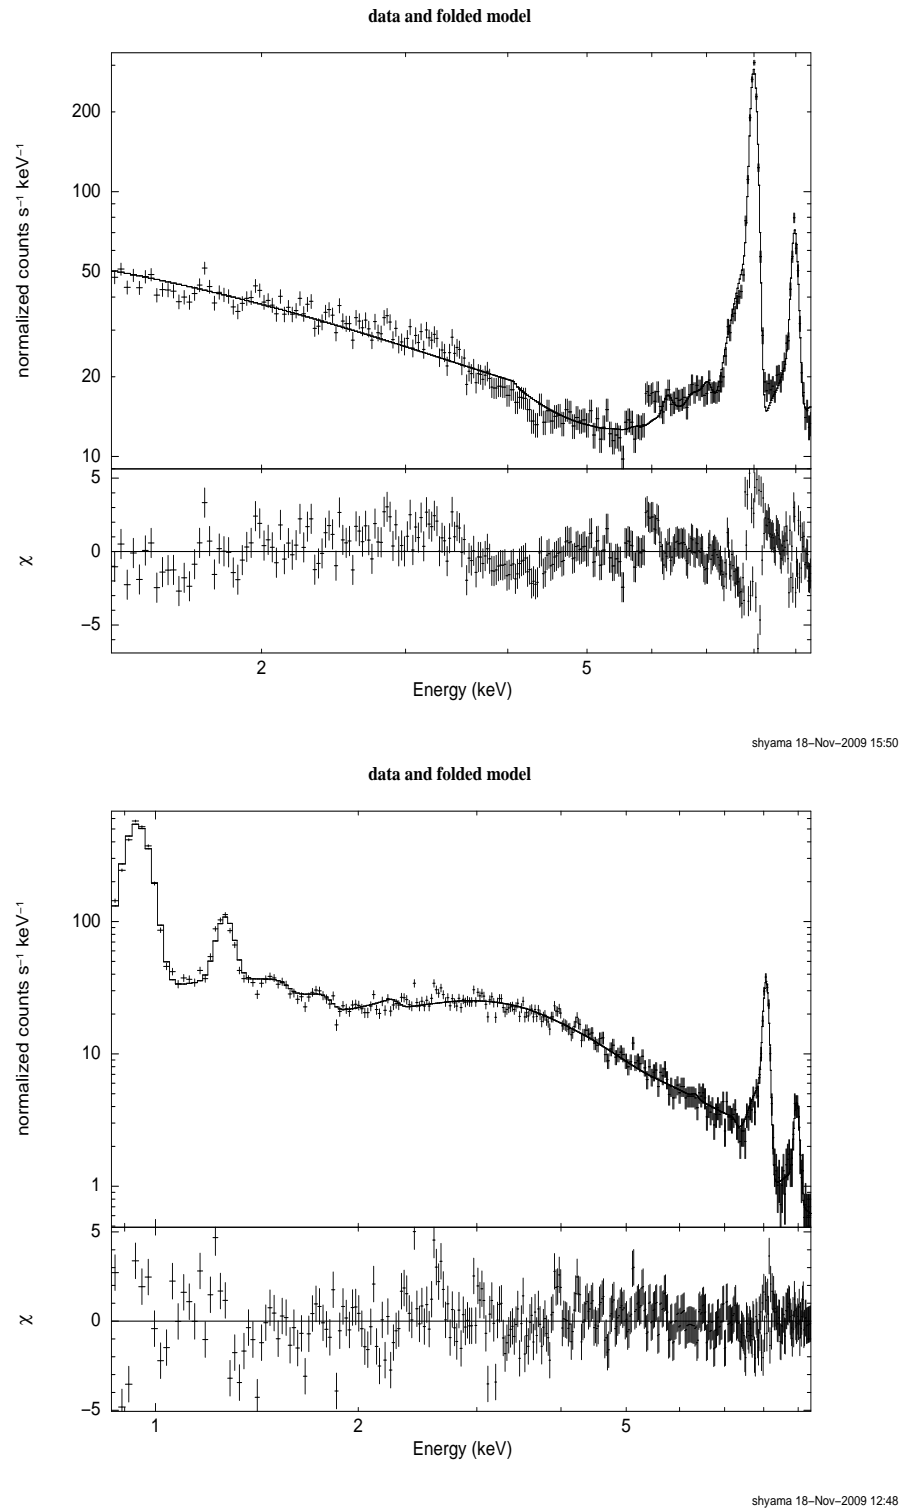 data and folded model
normalized counts s⁻¹ keV⁻¹
200
100
50
20
10
χ
5
0
−5
2
5
Energy (keV)
shyama 18−Nov−2009 15:50
data and folded model
normalized counts s⁻¹ keV⁻¹
100
10
1
χ
5
0
−5
1
2
5
Energy (keV)
shyama 18−Nov−2009 12:48